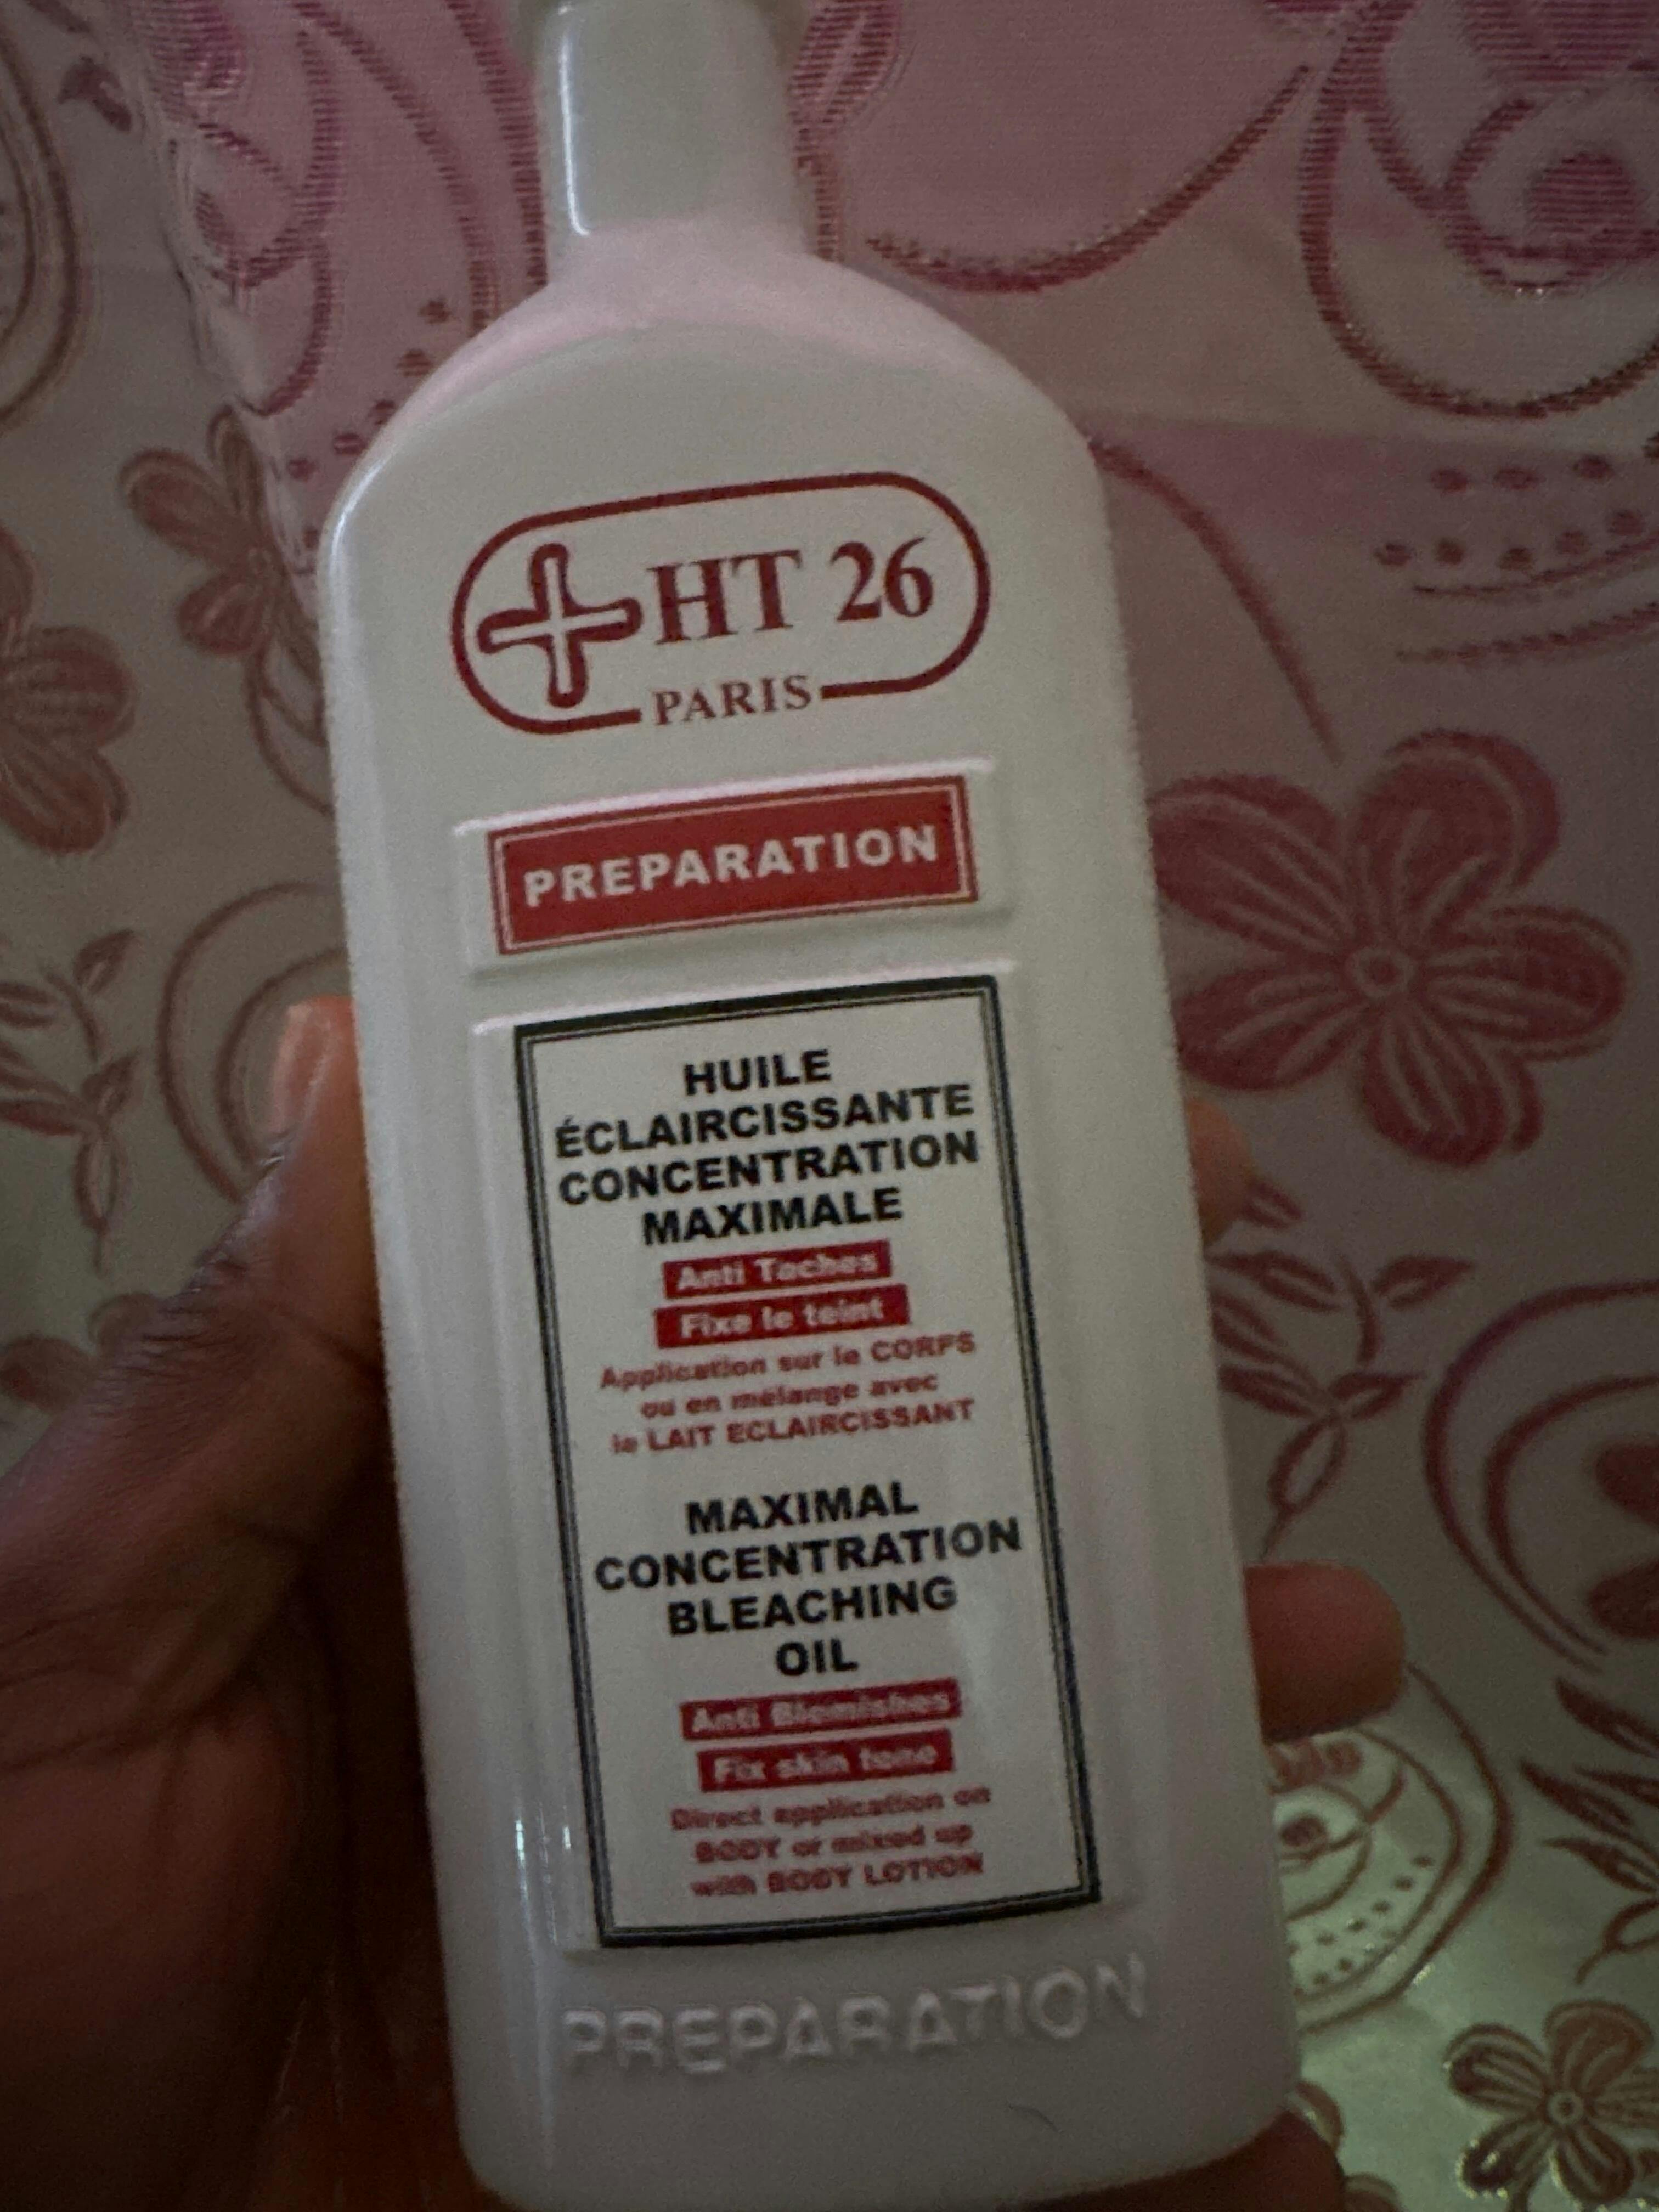 HT 26
PARIS
PREPARATION
HUILE
ÉCLAIRCISSANTE
CONCENTRATION
MAXIMALE
Anti Taches
Fixe le teint
Application sur le CORPS
ou en mélange avec
le LAIT ECLAIRCISSANT
MAXIMAL
CONCENTRATION
BLEACHING
OIL
Anti Blemishes
Fix skin tone
Direct application on
BODY or mixed up
with BODY LOTION
PREPARATION